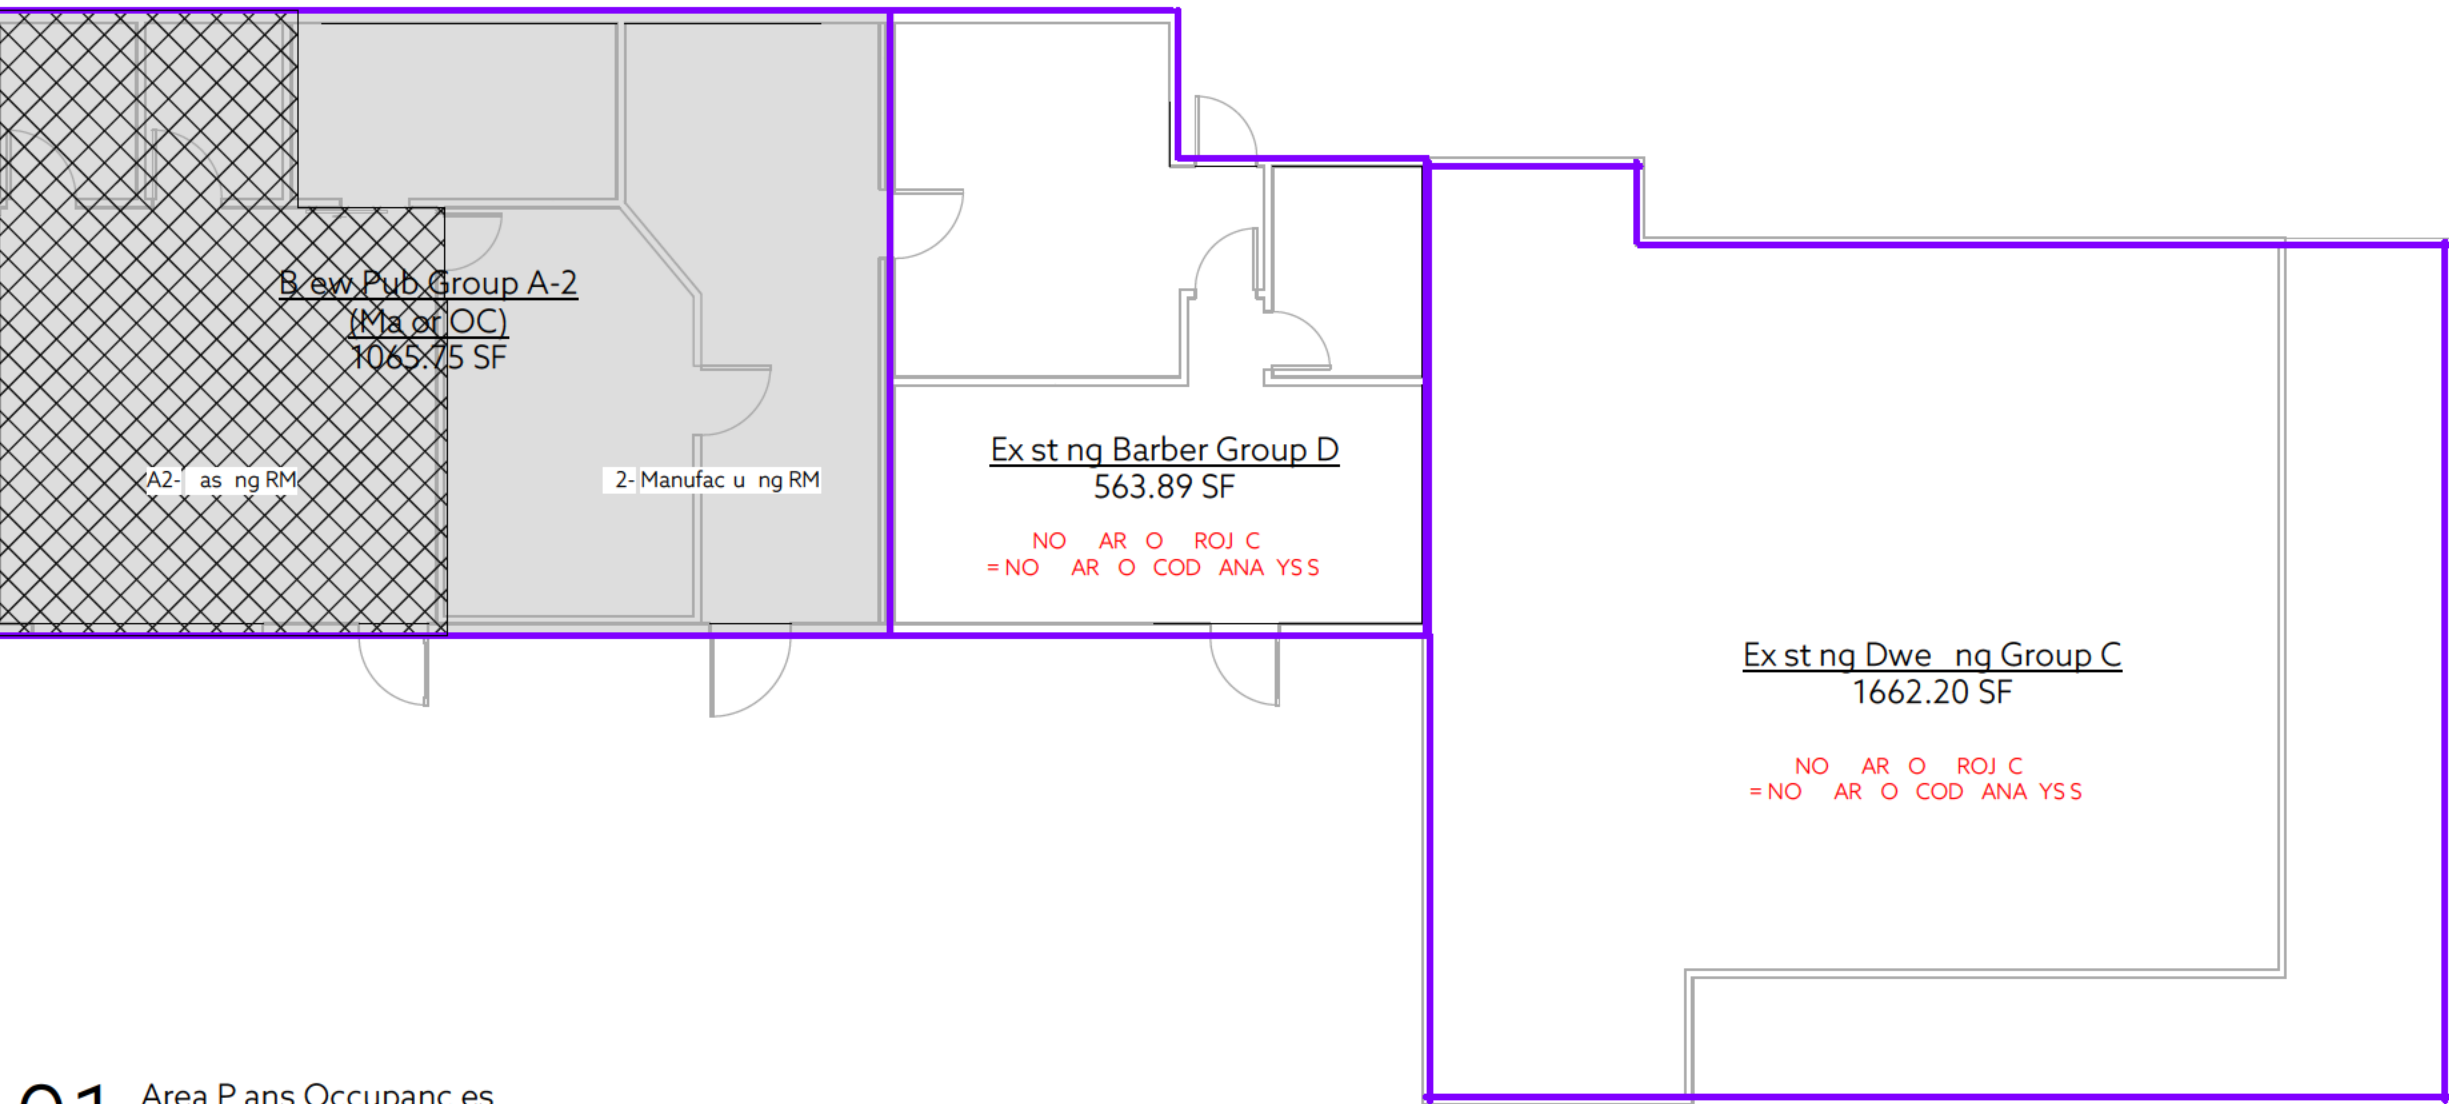 B ew Pub Group A-2
(Ma or OC)
1065.75 SF
A2- as ng RM
2- Manufac u ng RM
Ex st ng Barber Group D
563.89 SF
NO AR O ROJ C
= NO AR O COD ANA YS S
Ex st ng Dwe ng Group C
1662.20 SF
NO AR O ROJ C
= NO AR O COD ANA YS S
01 Area P ans Occupanc es